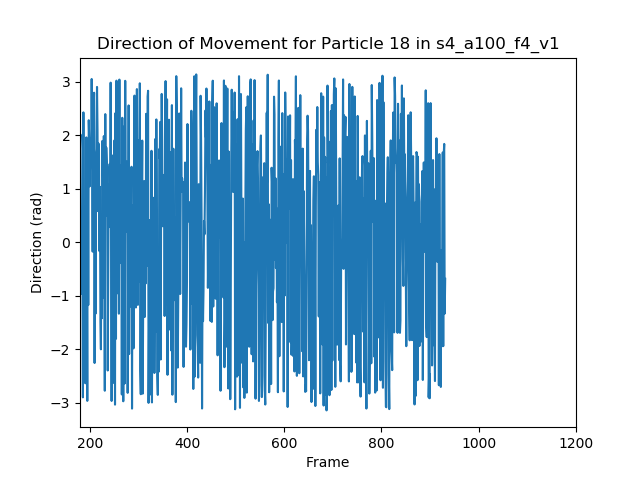 Direction of Movement for Particle 18 in s4_a100_f4_v1
Direction (rad)
3
2
1
0
−1
−2
−3
200 400 600 800 1000 1200
Frame